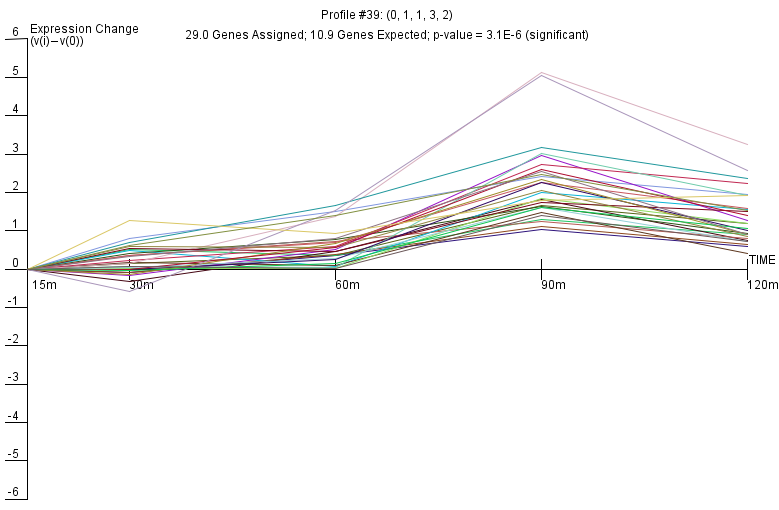 Profile #39: (0, 1, 1, 3, 2)
Expression Change
(v(i)−v(0))
29.0 Genes Assigned; 10.9 Genes Expected; p-value = 3.1E-6 (significant)
6
5
4
3
2
1
0
TIME
15m 30m 60m 90m 120m
-1
-2
-3
-4
-5
-6